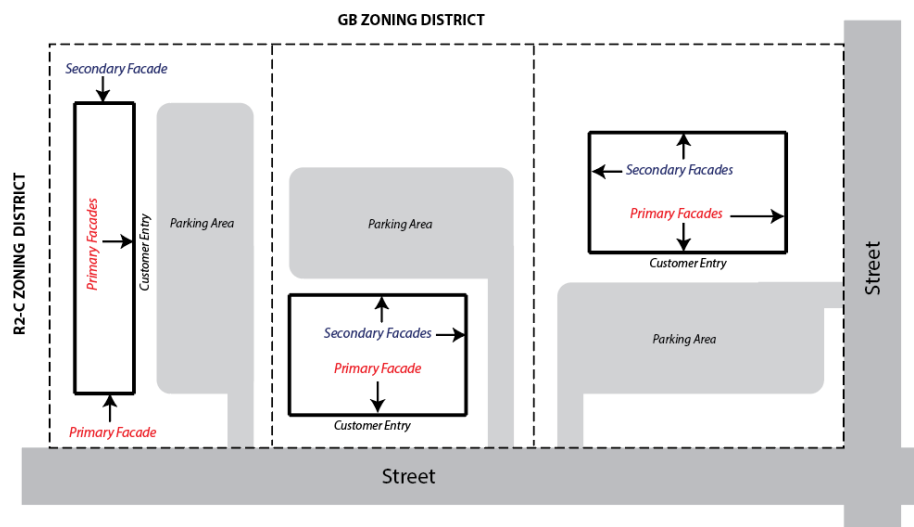 GB ZONING DISTRICT
R2-C ZONING DISTRICT
Secondary Facade
Primary Facades
Customer Entry
Parking Area
Primary Facade
Parking Area
Secondary Facades
Primary Facade
Customer Entry
Secondary Facades
Primary Facades
Customer Entry
Parking Area
Street
Street